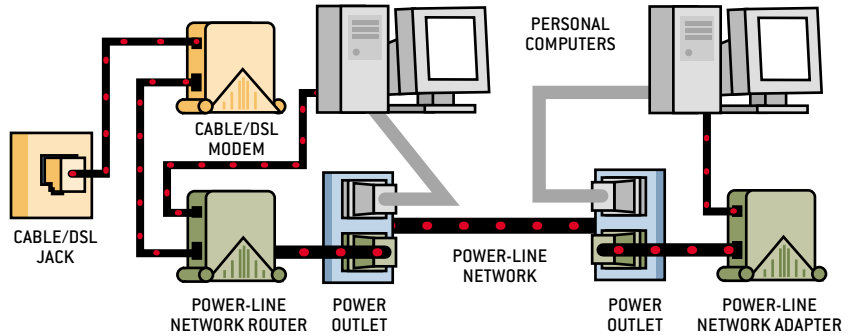 PERSONAL
COMPUTERS
CABLE/DSL
MODEM
CABLE/DSL
JACK
POWER-LINE
NETWORK
POWER-LINE
NETWORK ROUTER
POWER
OUTLET
POWER
OUTLET
POWER-LINE
NETWORK ADAPTER